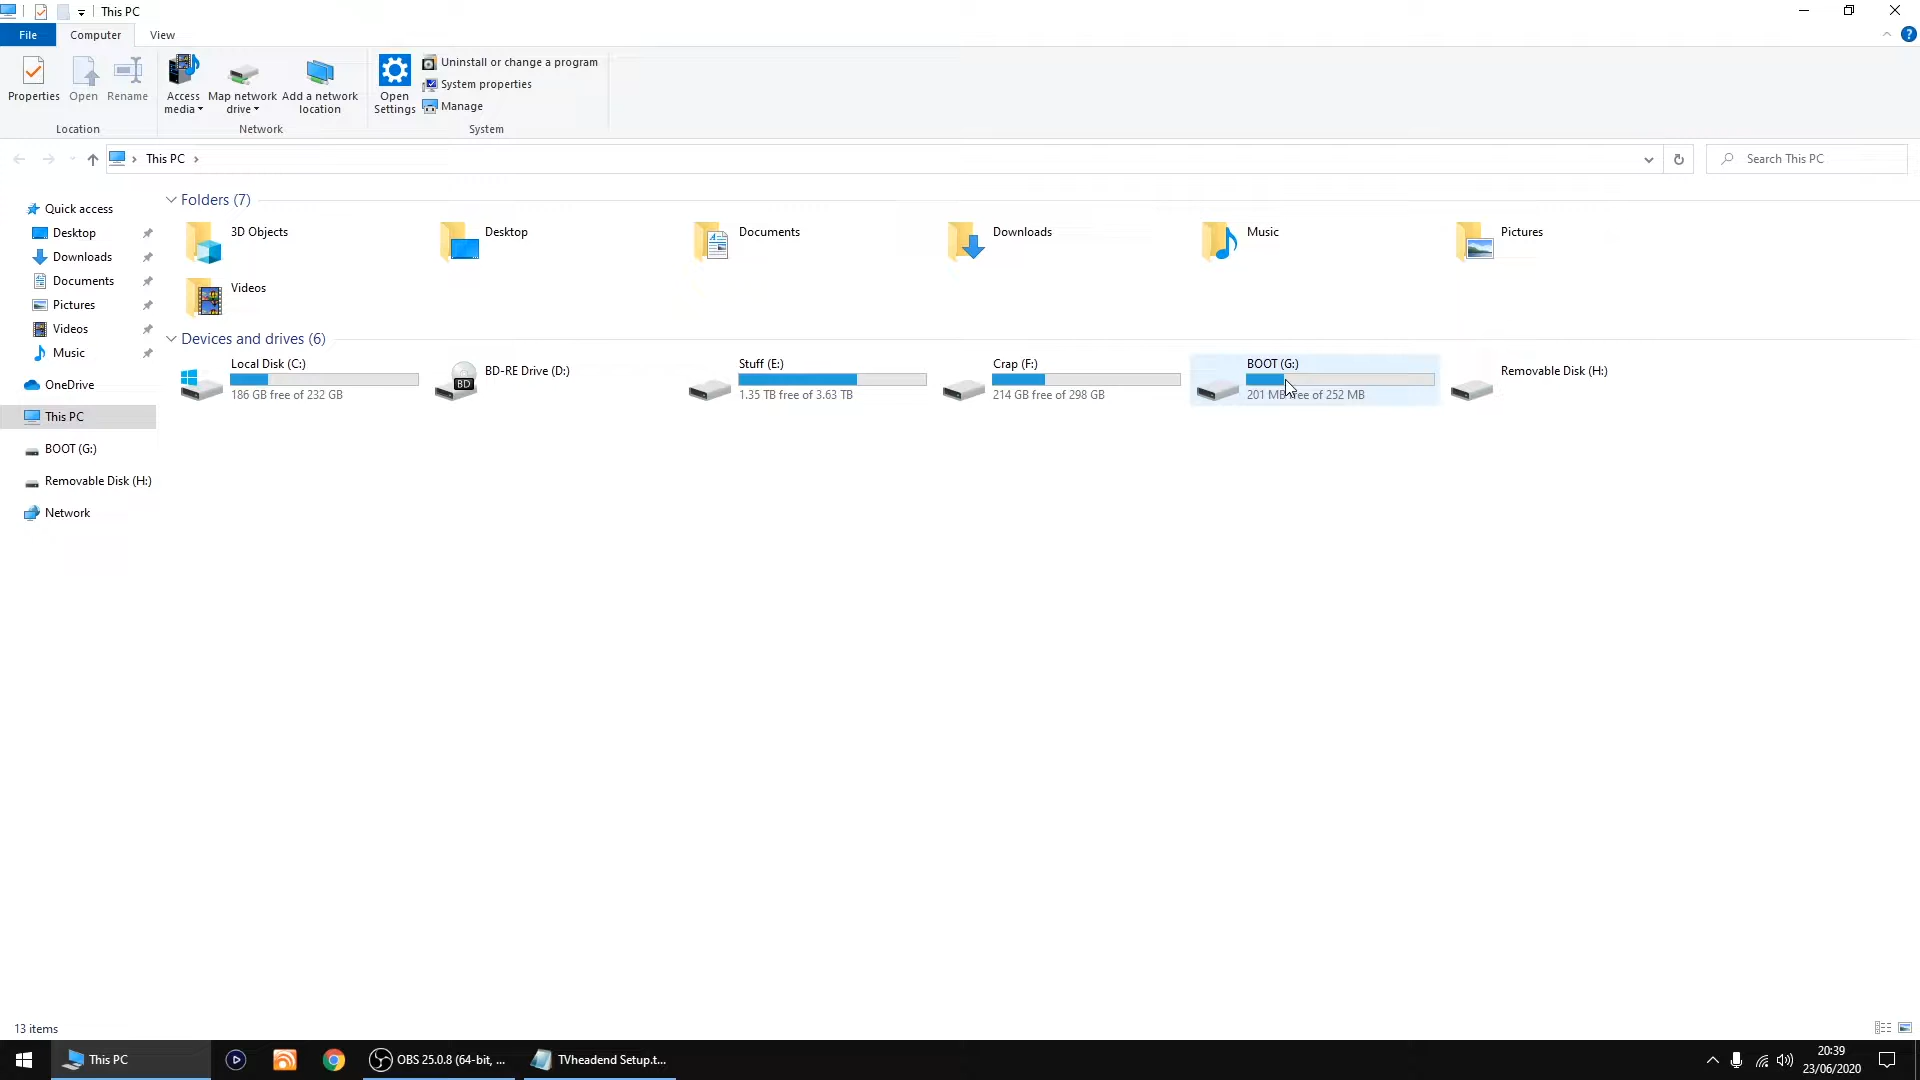 This PC
File Computer View
Properties Open Rename
Access media Map network drive Add a network location
Open Settings
Uninstall or change a program
System properties
Manage
Location Network System
This PC
Search This PC
Quick access
Desktop
Downloads
Documents
Pictures
Videos
Music
OneDrive
This PC
BOOT (G:)
Removable Disk (H:)
Network
Folders (7)
3D Objects Desktop Documents Downloads Music Pictures
Videos
Devices and drives (6)
Local Disk (C:)
186 GB free of 232 GB
BD
BD-RE Drive (D:)
Stuff (E:)
1.35 TB free of 3.63 TB
Crap (F:)
214 GB free of 298 GB
BOOT (G:)
201 MB free of 252 MB
Removable Disk (H:)
13 items
This PC
OBS 25.0.8 (64-bit, ...
TVheadend Setup.t...
20:39
23/06/2020